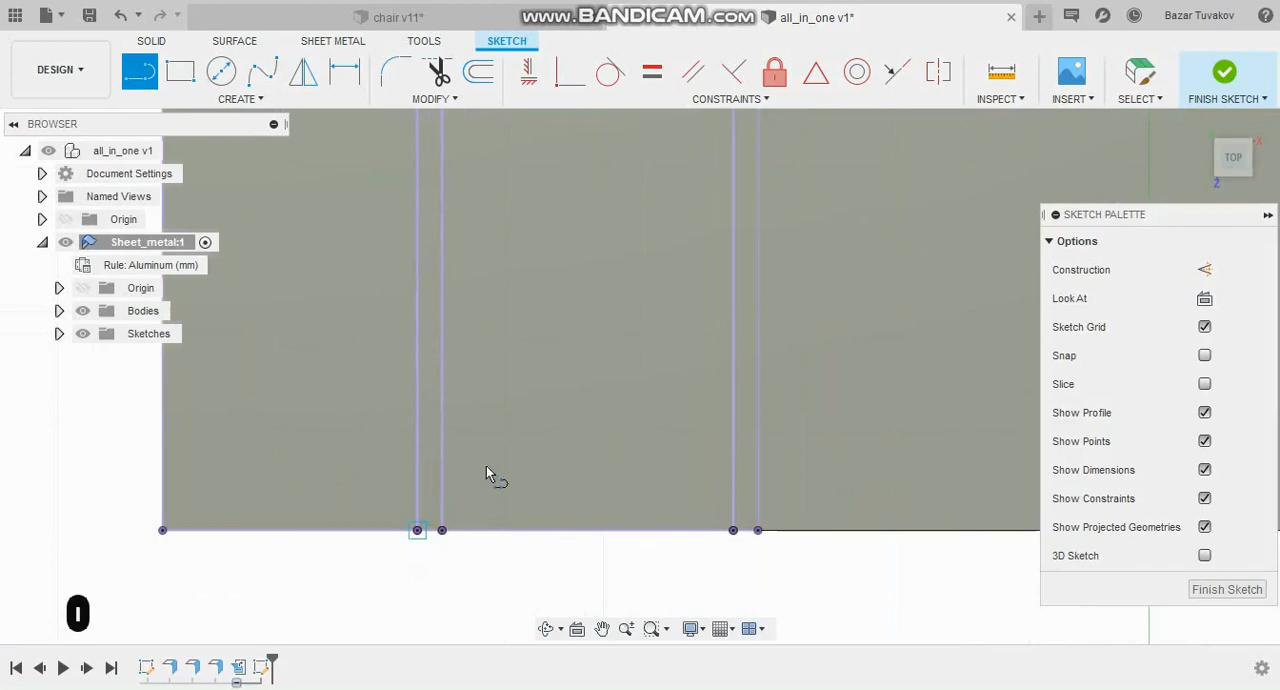 chair v11*
www.BANDICAM.com
all_in_one v1*
Bazar Tuvakov
DESIGN
SOLID
SURFACE
SHEET METAL
TOOLS
SKETCH
CREATE
MODIFY
CONSTRAINTS
INSPECT
INSERT
SELECT
FINISH SKETCH
BROWSER
all_in_one v1
Document Settings
Named Views
Origin
Sheet_metal:1
Rule: Aluminum (mm)
Origin
Bodies
Sketches
TOP
X
Z
SKETCH PALETTE
Options
Construction
Look At
Sketch Grid
Snap
Slice
Show Profile
Show Points
Show Dimensions
Show Constraints
Show Projected Geometries
3D Sketch
Finish Sketch